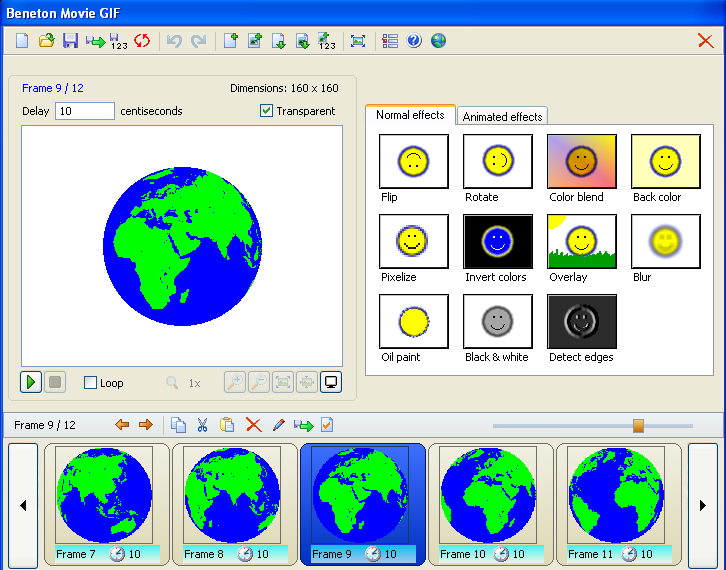 Beneton Movie GIF
123
123
Frame 9 / 12
Dimensions: 160 x 160
Delay 10 centiseconds
Transparent
Loop
1x
Normal effects
Animated effects
Flip
Rotate
Color blend
Back color
Pixelize
Invert colors
Overlay
Blur
Oil paint
Black & white
Detect edges
Frame 9 / 12
Frame 7 10
Frame 8 10
Frame 9 10
Frame 10 10
Frame 11 10